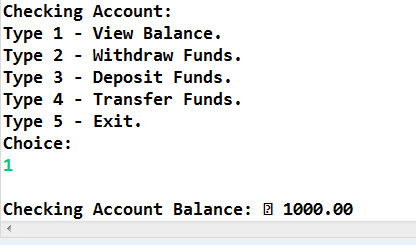 Checking Account:
Type 1 - View Balance.
Type 2 - Withdraw Funds.
Type 3 - Deposit Funds.
Type 4 - Transfer Funds.
Type 5 - Exit.
Choice:
1
Checking Account Balance: 1000.00